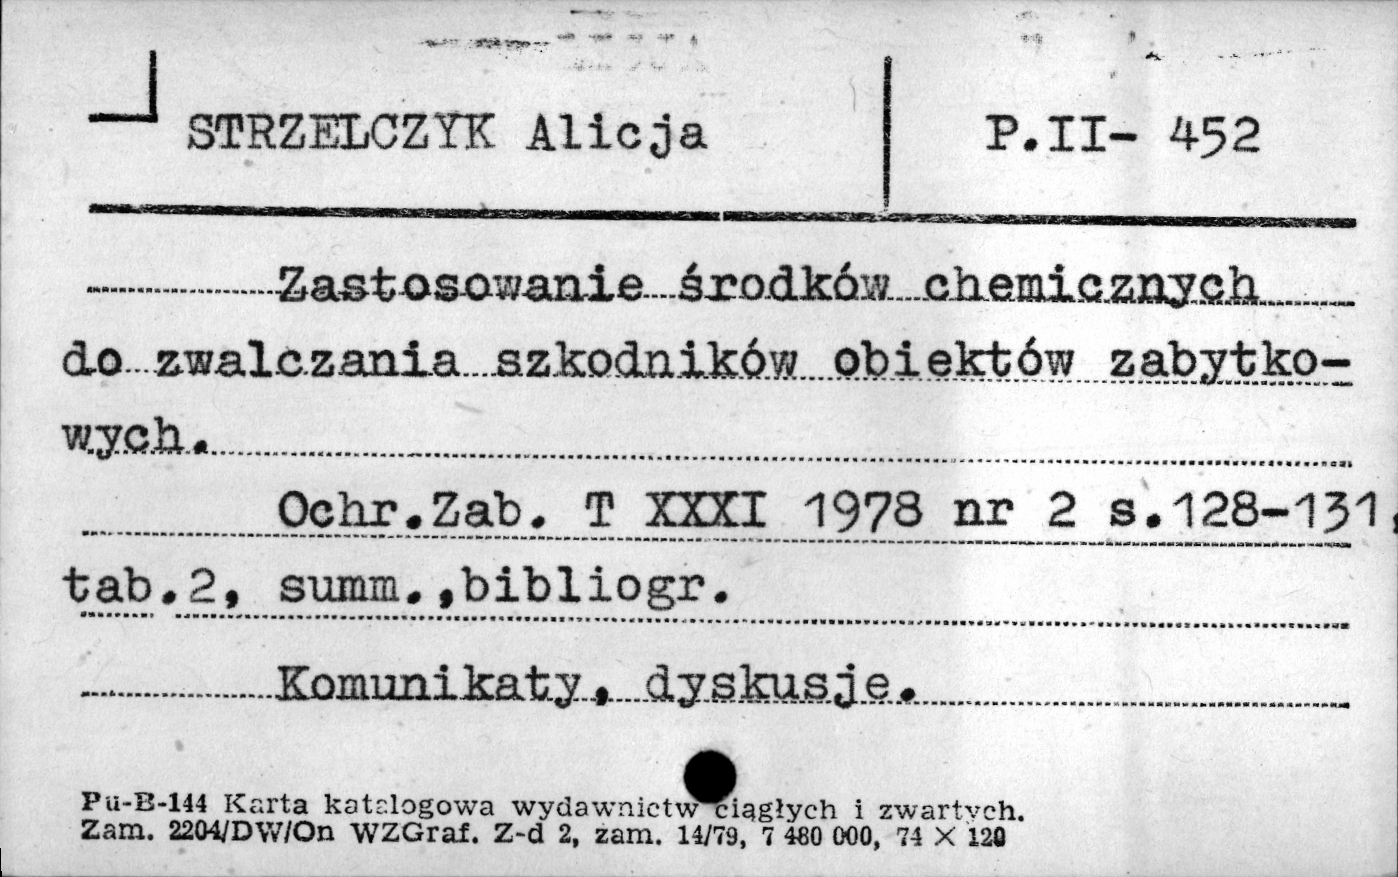 STRZELCZYK Alicja P.II- 452
Zastosowanie środków chemicznych
do zwalczania szkodników obiektów zabytko-
wych.
Ochr.Zab. T XXXI 1978 nr 2 s.128-131.
tab.2, summ.,bibliogr.
Komunikaty, dyskusje.
Pu-B-144 Karta katalogowa wydawnictw ciągłych i zwartych.
Zam. 2204/DW/On WZGraf. Z-d 2, zam. 14/79, 7 480 000, 74 X 120